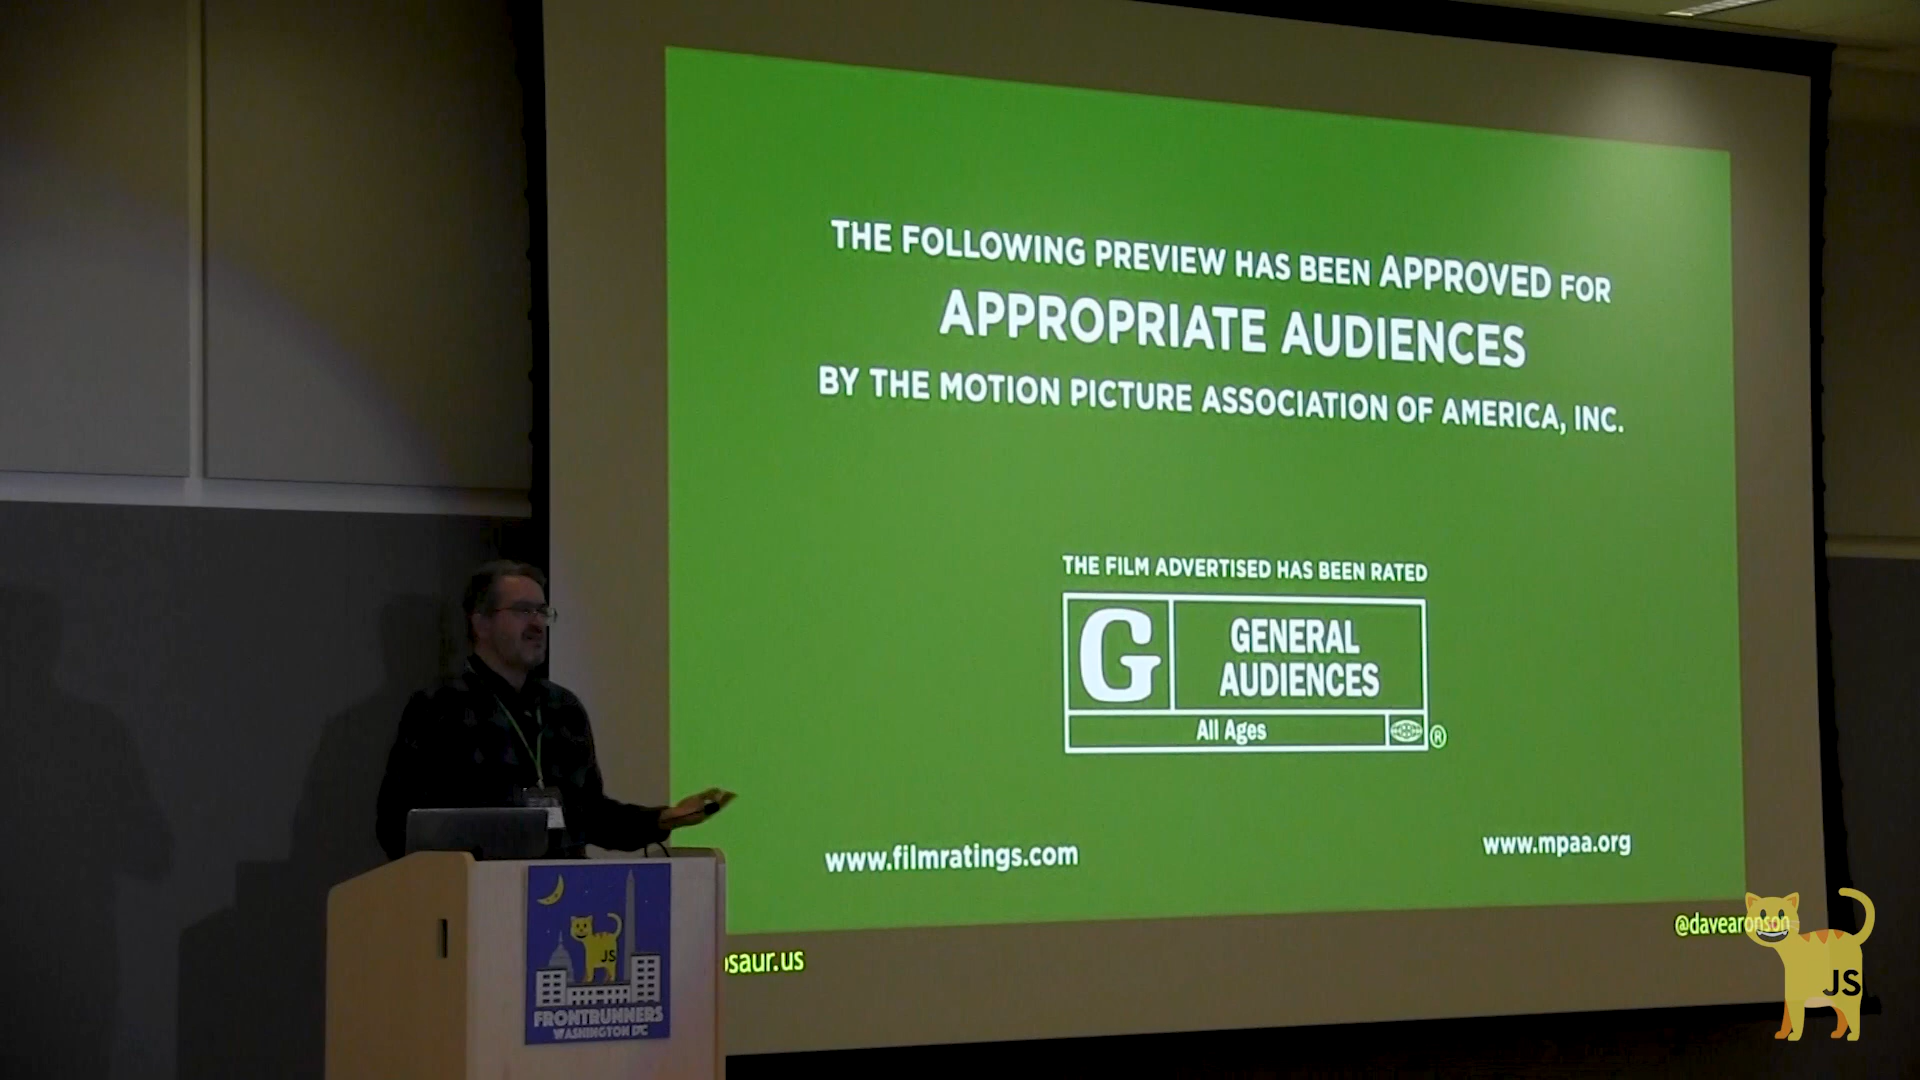 THE FOLLOWING PREVIEW HAS BEEN APPROVED FOR
APPROPRIATE AUDIENCES
BY THE MOTION PICTURE ASSOCIATION OF AMERICA, INC.
THE FILM ADVERTISED HAS BEEN RATED
G
GENERAL
AUDIENCES
All Ages
®
www.filmratings.com
www.mpaa.org
saur.us
@davearonson
JS
JS
FRONTRUNNERS
WASHINGTON DC